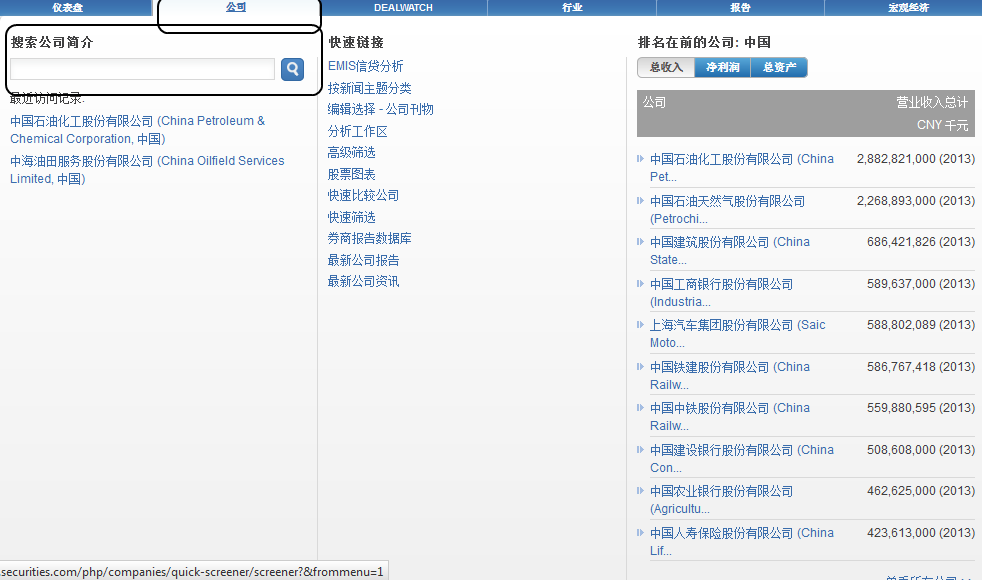 仪表盘
公司
DEALWATCH
行业
报告
宏观经济
搜索公司简介
最近访问记录:
中国石油化工股份有限公司 (China Petroleum &
Chemical Corporation, 中国)
中海油田服务股份有限公司 (China Oilfield Services
Limited, 中国)
快速链接
EMIS信贷分析
按新闻主题分类
编辑选择 - 公司刊物
分析工作区
高级筛选
股票图表
快速比较公司
快速筛选
券商报告数据库
最新公司报告
最新公司资讯
排名在前的公司: 中国
总收入 净利润 总资产
公司 营业收入总计
CNY 千元
中国石油化工股份有限公司 (China 2,882,821,000 (2013)
Pet...
中国石油天然气股份有限公司 2,268,893,000 (2013)
(Petrochi...
中国建筑股份有限公司 (China 686,421,826 (2013)
State...
中国工商银行股份有限公司 589,637,000 (2013)
(Industria...
上海汽车集团股份有限公司 (Saic 588,802,089 (2013)
Moto...
中国铁建股份有限公司 (China 586,767,418 (2013)
Railw...
中国中铁股份有限公司 (China 559,880,595 (2013)
Railw...
中国建设银行股份有限公司 (China 508,608,000 (2013)
Con...
中国农业银行股份有限公司 462,625,000 (2013)
(Agricultu...
中国人寿保险股份有限公司 (China 423,613,000 (2013)
Lif...
.securities.com/php/companies/quick-screener/screener?&frommenu=1